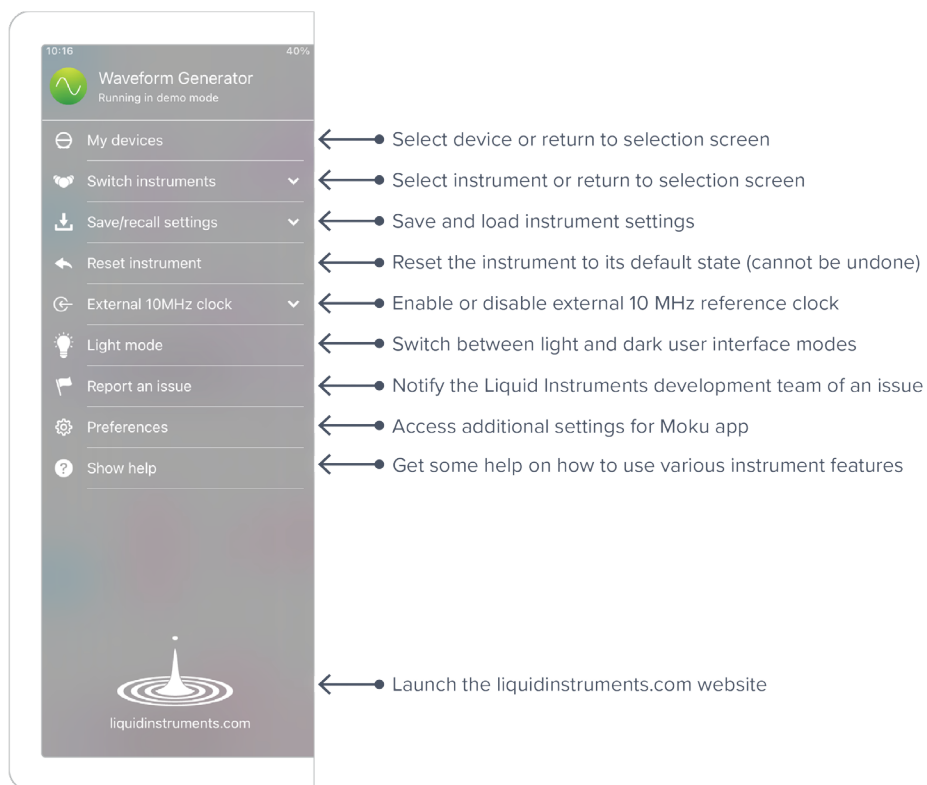 10:16 40%
Waveform Generator
Running in demo mode
My devices
Select device or return to selection screen
Switch instruments
Select instrument or return to selection screen
Save/recall settings
Save and load instrument settings
Reset instrument
Reset the instrument to its default state (cannot be undone)
External 10MHz clock
Enable or disable external 10 MHz reference clock
Light mode
Switch between light and dark user interface modes
Report an issue
Notify the Liquid Instruments development team of an issue
Preferences
Access additional settings for Moku app
? Show help
Get some help on how to use various instrument features
Launch the liquidinstruments.com website
liquidinstruments.com